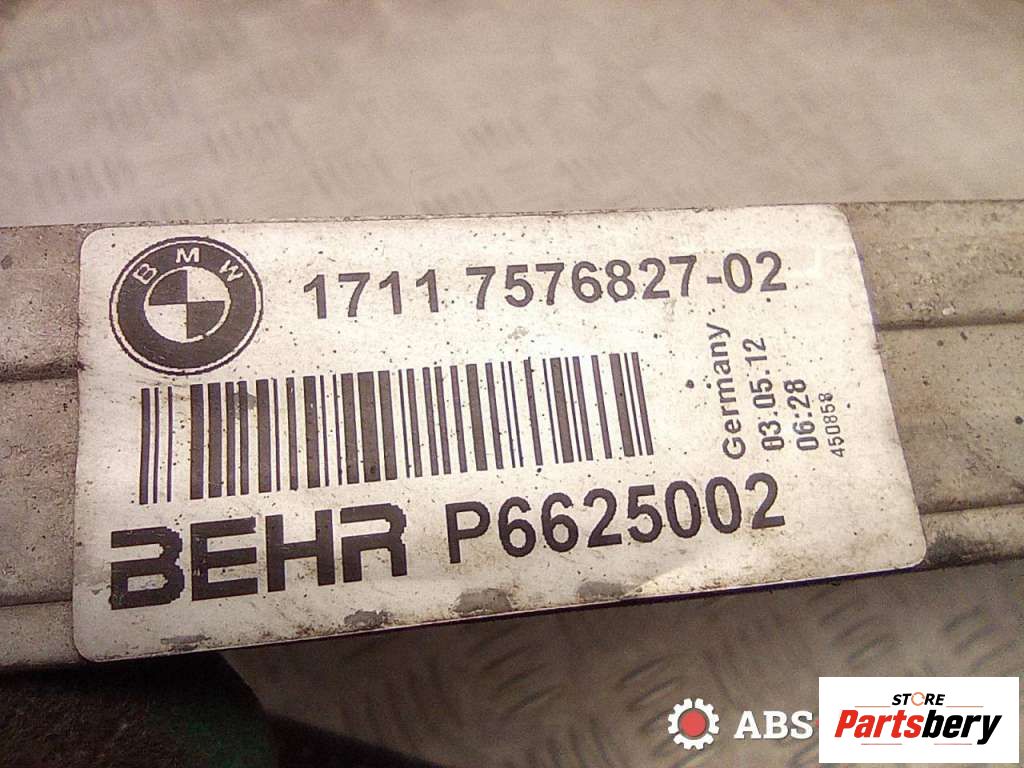 BMW
1711 7576827-02
Germany
03.05.12
06:28
450858
BEHR P6625002
ABS
STORE
Partsbery